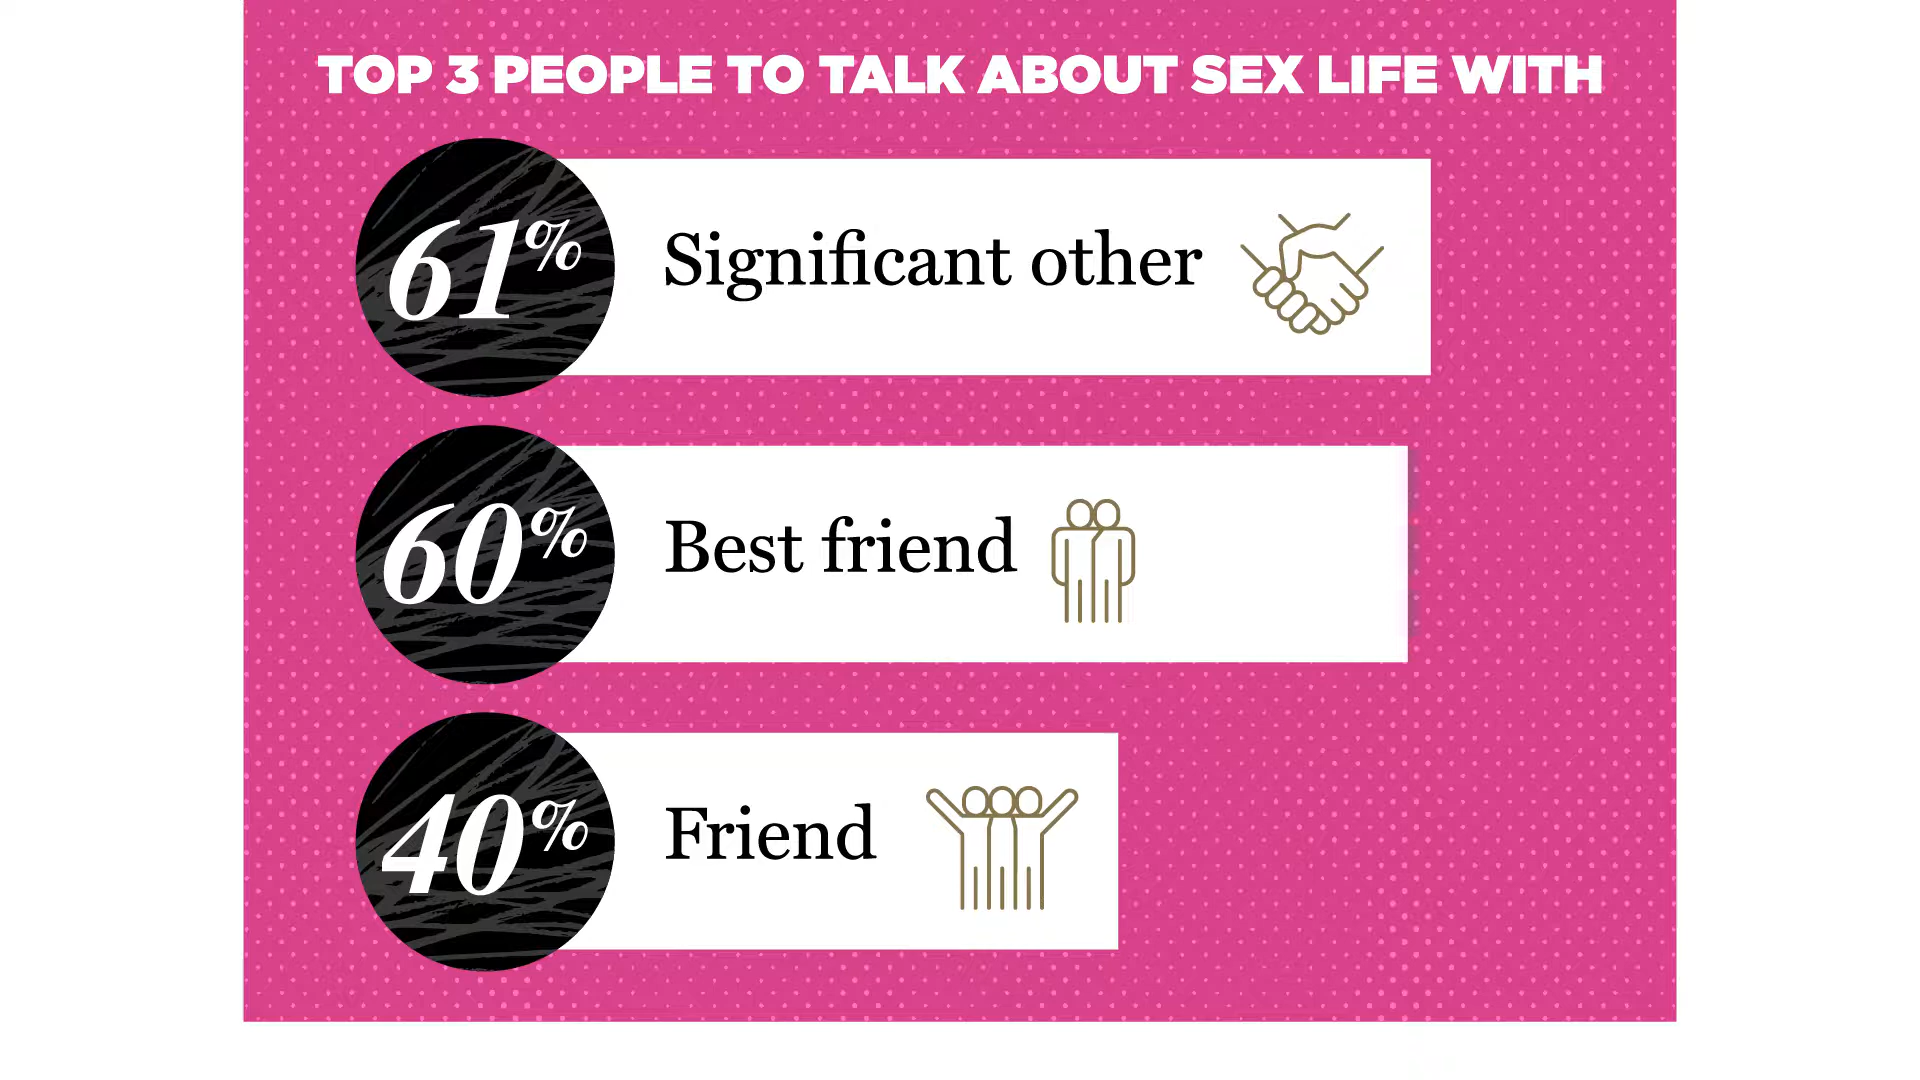 TOP 3 PEOPLE TO TALK ABOUT SEX LIFE WITH
61% Significant other
60% Best friend
40% Friend